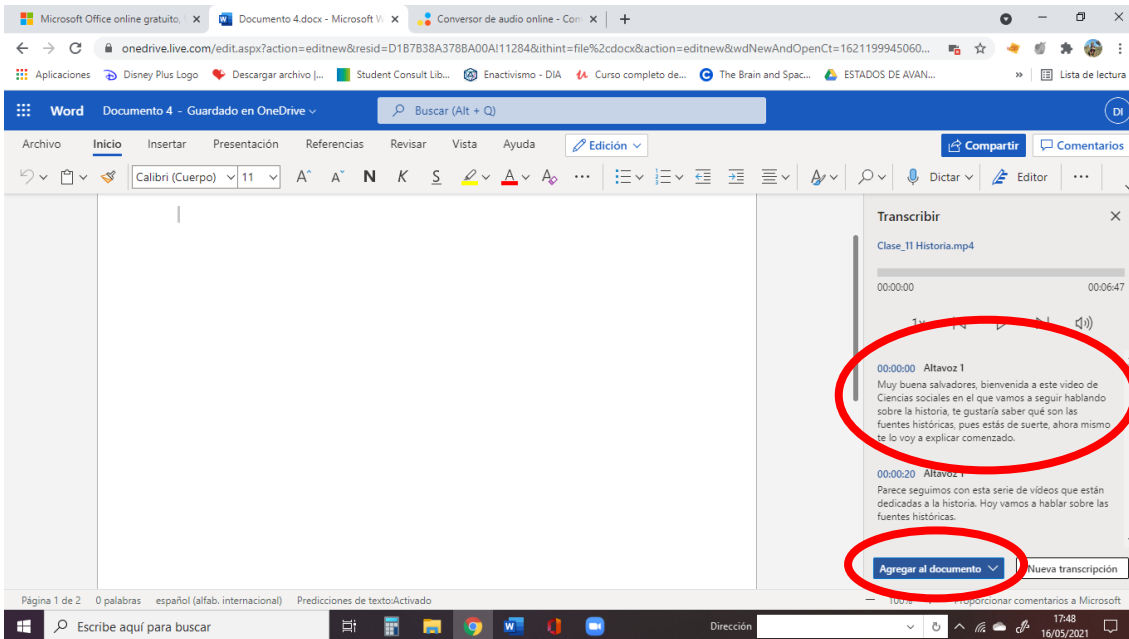 Microsoft Office online gratuito,
Documento 4.docx - Microsoft W
Conversor de audio online - Con
onedrive.live.com/edit.aspx?action=editnew&resid=D1B7B38A378BA00A!11284&ithint=file%2cdocx&action=editnew&wdNewAndOpenCt=1621199945060...
Aplicaciones Disney Plus Logo Descargar archivo |... Student Consult Lib... Enactivismo - DIA Curso completo de... The Brain and Spac... ESTADOS DE AVAN... » Lista de lectura
Word Documento 4 - Guardado en OneDrive Buscar (Alt + Q) DI
Archivo Inicio Insertar Presentación Referencias Revisar Vista Ayuda Edición Compartir Comentarios
Calibri (Cuerpo) 11 A A N K S A A Dictar Editor
Transcribir
Clase_11 Historia.mp4
00:00:00 00:06:47
00:00:00 Altavoz 1
Muy buena salvadores, bienvenida a este video de
Ciencias sociales en el que vamos a seguir hablando
sobre la historia, te gustaría saber qué son las
fuentes históricas, pues estás de suerte, ahora mismo
te lo voy a explicar comenzado.
00:00:20 Altavoz 1
Parece seguimos con esta serie de vídeos que están
dedicadas a la historia. Hoy vamos a hablar sobre las
fuentes históricas.
Agregar al documento Nueva transcripción
Página 1 de 2 0 palabras español (alfab. internacional) Predicciones de texto:Activado 100% Proporcionar comentarios a Microsoft
Escribe aquí para buscar Dirección 17:48
16/05/2021